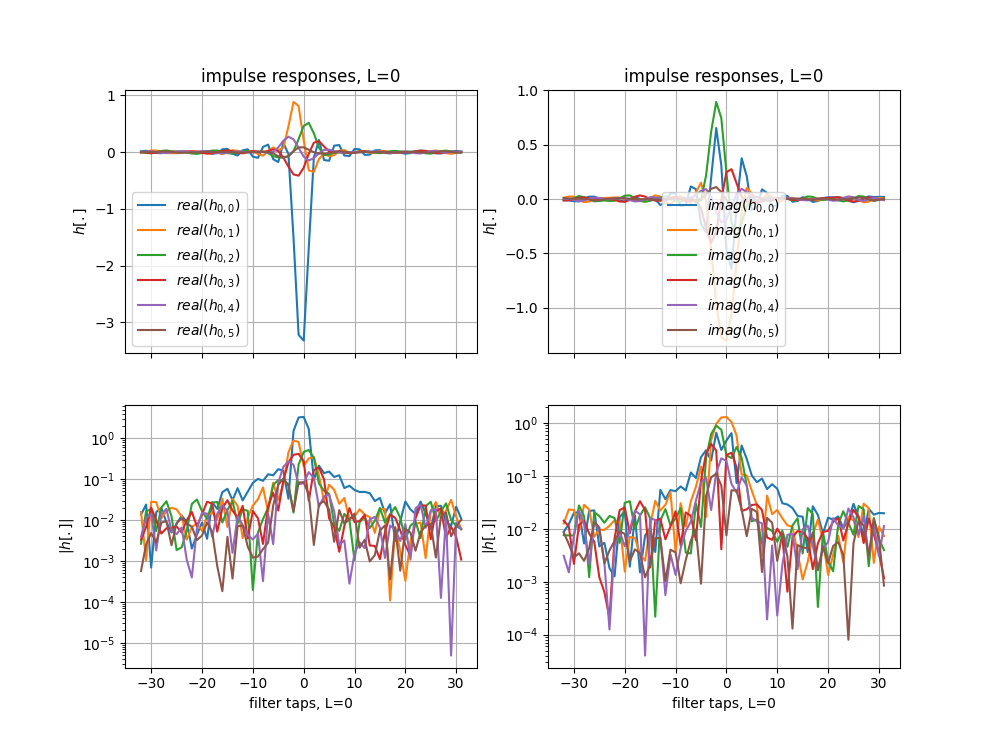 impulse responses, L=0
impulse responses, L=0
1
0
−1
−2
−3
h[.]
real(h0,0)
real(h0,1)
real(h0,2)
real(h0,3)
real(h0,4)
real(h0,5)
1.0
0.5
0.0
−0.5
−1.0
h[.]
imag(h0,0)
imag(h0,1)
imag(h0,2)
imag(h0,3)
imag(h0,4)
imag(h0,5)
10⁰
10⁻¹
10⁻²
10⁻³
10⁻⁴
10⁻⁵
|h[.]|
−30 −20 −10 0 10 20 30
filter taps, L=0
10⁰
10⁻¹
10⁻²
10⁻³
10⁻⁴
|h[.]|
−30 −20 −10 0 10 20 30
filter taps, L=0